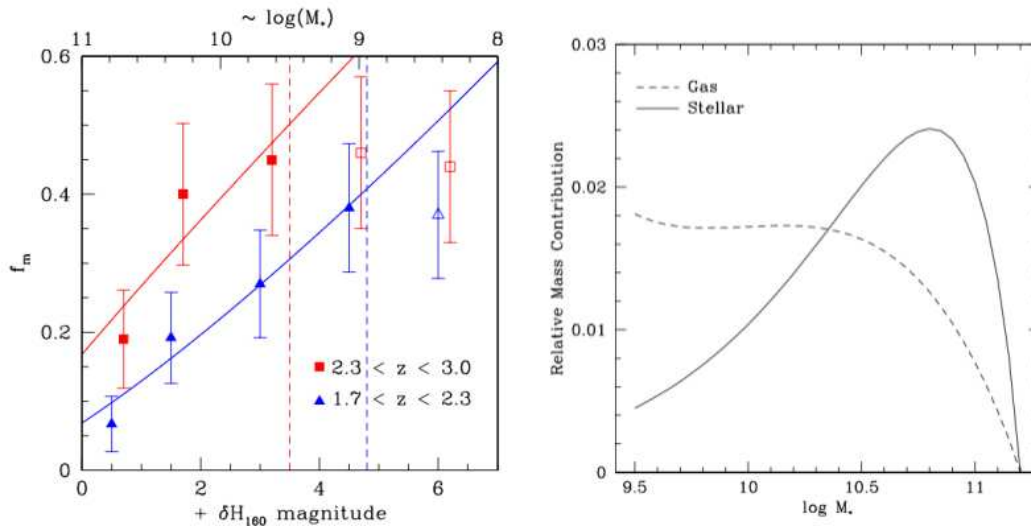 ~ log(M*)
11 10 9 8
0.6
0.4
0.2
0
f_m
2.3 < z < 3.0
1.7 < z < 2.3
0 2 4 6
+ δH₁₆₀ magnitude
0.03
0.02
0.01
0
Relative Mass Contribution
Gas
Stellar
9.5 10 10.5 11
log M*